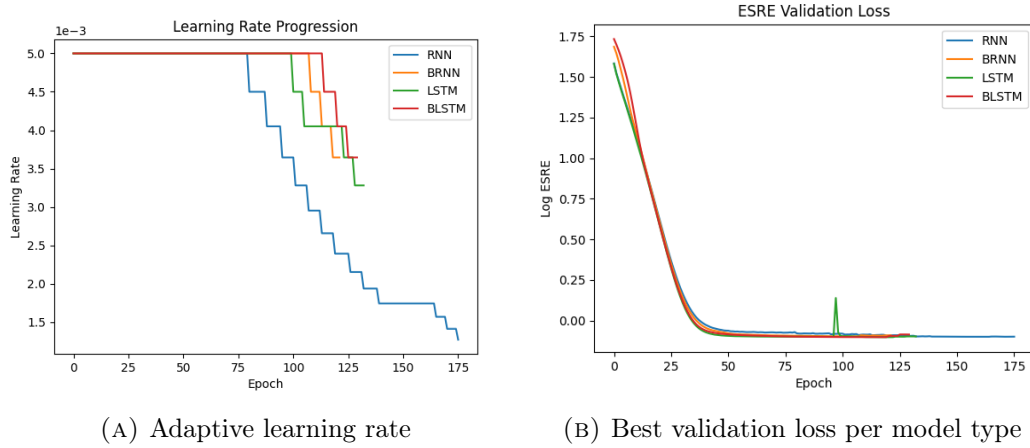 Learning Rate Progression
1e−3
5.0
4.5
4.0
3.5
3.0
2.5
2.0
1.5
Learning Rate
RNN
BRNN
LSTM
BLSTM
0 25 50 75 100 125 150 175
Epoch
(A) Adaptive learning rate
ESRE Validation Loss
1.75
1.50
1.25
1.00
0.75
0.50
0.25
0.00
Log ESRE
RNN
BRNN
LSTM
BLSTM
0 25 50 75 100 125 150 175
Epoch
(B) Best validation loss per model type